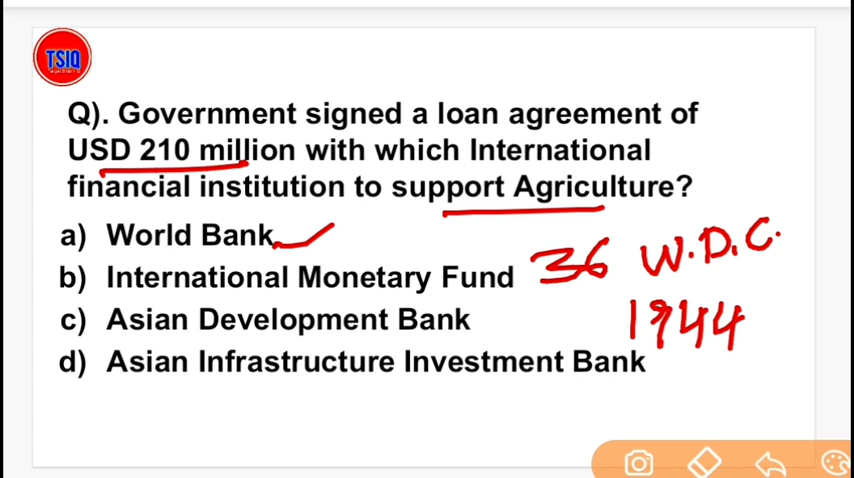 TSIQ
Q). Government signed a loan agreement of
USD 210 million with which International
financial institution to support Agriculture?
a) World Bank
b) International Monetary Fund
c) Asian Development Bank
d) Asian Infrastructure Investment Bank
36 W.D.C.
1944